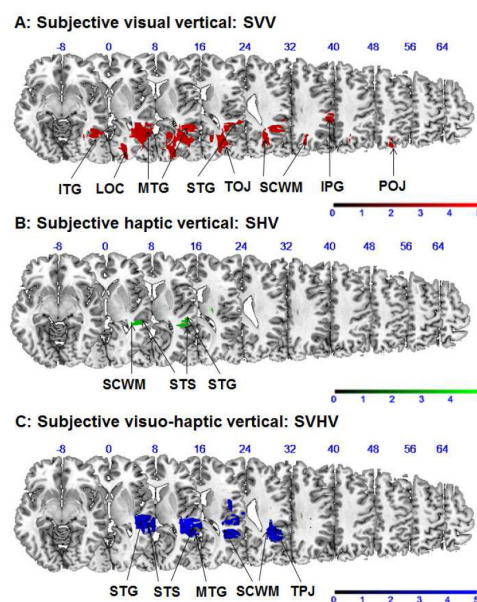 A: Subjective visual vertical: SVV
-8 0 8 16 24 32 40 48 56 64
ITG LOC MTG STG TOJ SCWM IPG POJ
0 1 2 3 4 5
B: Subjective haptic vertical: SHV
-8 0 8 16 24 32 40 48 56 64
SCWM STS STG
0 1 2 3 4
C: Subjective visuo-haptic vertical: SVHV
-8 0 8 16 24 32 40 48 56 64
STG STS MTG SCWM TPJ
0 1 2 3 4 5